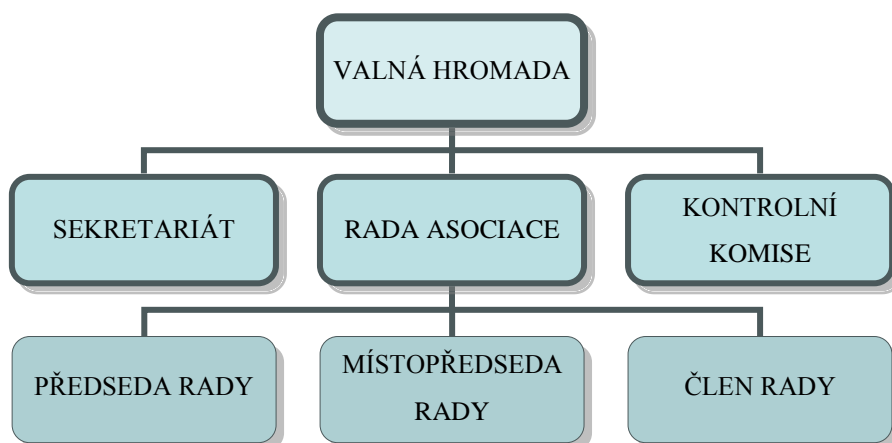 VALNÁ HROMADA
SEKRETARIÁT
RADA ASOCIACE
KONTROLNÍ
KOMISE
PŘEDSEDA RADY
MÍSTOPŘEDSEDA
RADY
ČLEN RADY